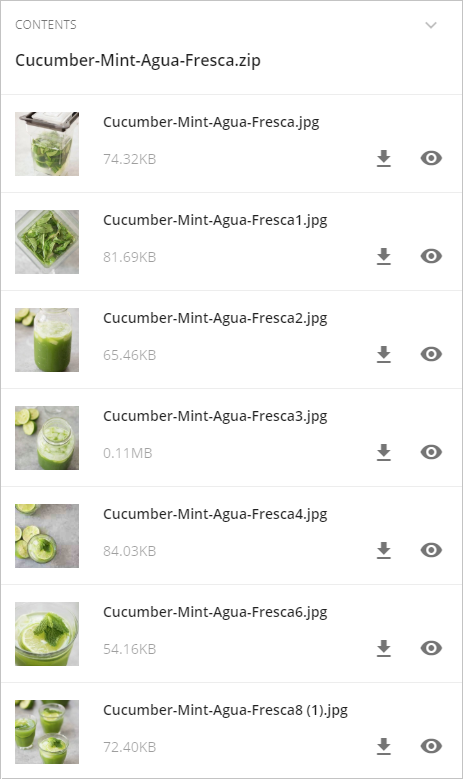 CONTENTS
Cucumber-Mint-Agua-Fresca.zip
Cucumber-Mint-Agua-Fresca.jpg
74.32KB
Cucumber-Mint-Agua-Fresca1.jpg
81.69KB
Cucumber-Mint-Agua-Fresca2.jpg
65.46KB
Cucumber-Mint-Agua-Fresca3.jpg
0.11MB
Cucumber-Mint-Agua-Fresca4.jpg
84.03KB
Cucumber-Mint-Agua-Fresca6.jpg
54.16KB
Cucumber-Mint-Agua-Fresca8 (1).jpg
72.40KB